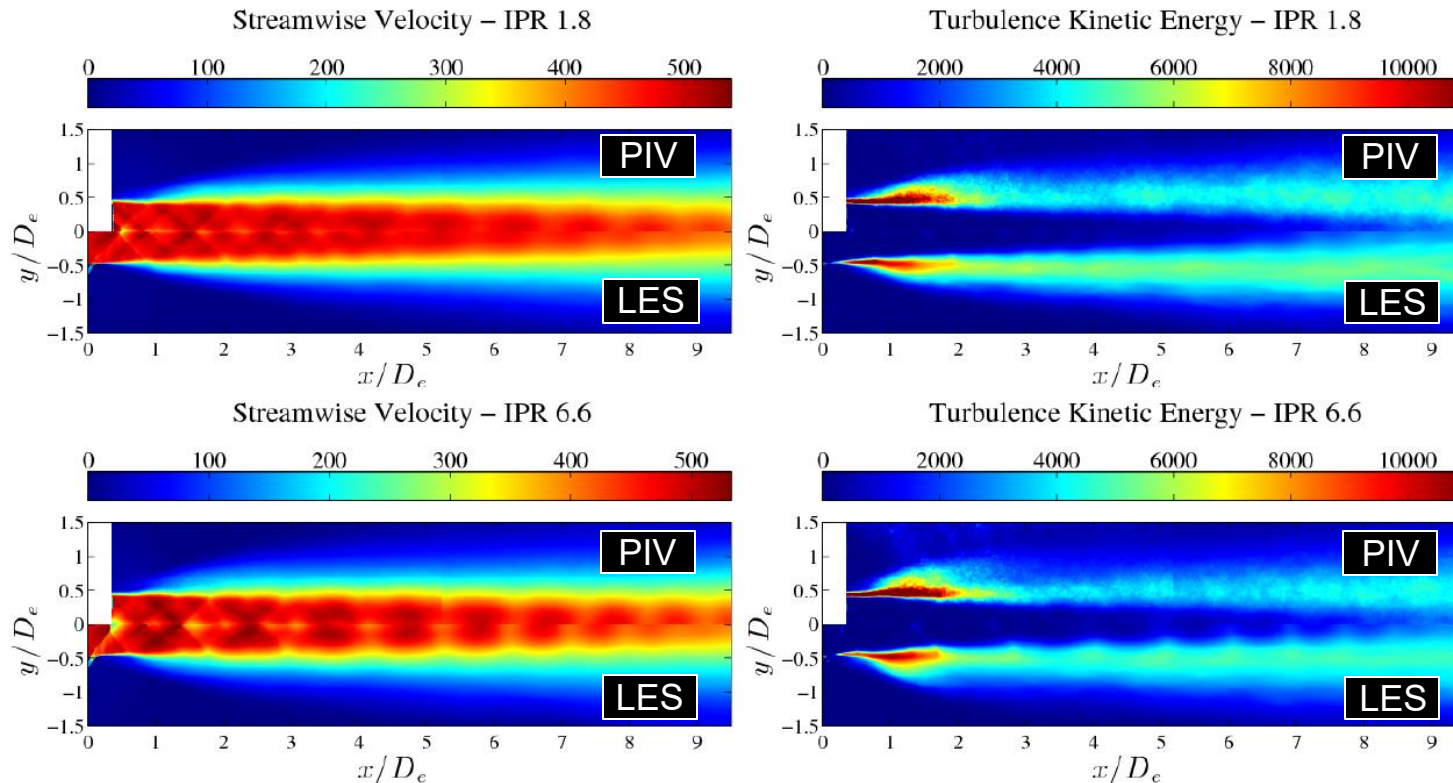 Streamwise Velocity – IPR 1.8
0 100 200 300 400 500
1.5
1
0.5
0
−0.5
−1
−1.5
y/D_e
PIV
LES
0 1 2 3 4 5 6 7 8 9
x/D_e
Turbulence Kinetic Energy – IPR 1.8
0 2000 4000 6000 8000 10000
1.5
1
0.5
0
−0.5
−1
−1.5
y/D_e
PIV
LES
0 1 2 3 4 5 6 7 8 9
x/D_e
Streamwise Velocity – IPR 6.6
0 100 200 300 400 500
1.5
1
0.5
0
−0.5
−1
−1.5
y/D_e
PIV
LES
0 1 2 3 4 5 6 7 8 9
x/D_e
Turbulence Kinetic Energy – IPR 6.6
0 2000 4000 6000 8000 10000
1.5
1
0.5
0
−0.5
−1
−1.5
y/D_e
PIV
LES
0 1 2 3 4 5 6 7 8 9
x/D_e